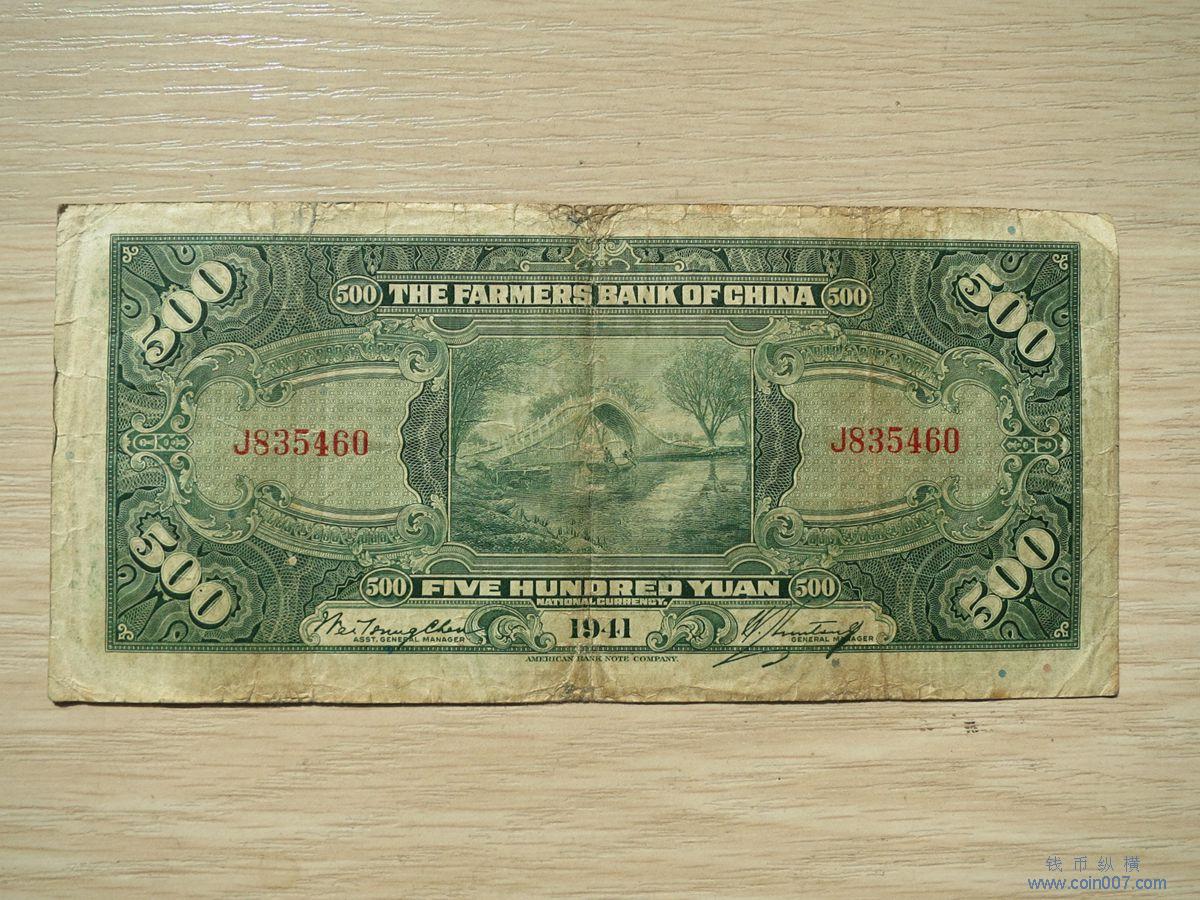 500 500
500 THE FARMERS BANK OF CHINA 500
J835460 J835460
500 500
500 FIVE HUNDRED YUAN 500
NATIONAL CURRENCY.
ASST. GENERAL MANAGER 1941 GENERAL MANAGER
AMERICAN BANK NOTE COMPANY.
钱币纵横
www.coin007.com